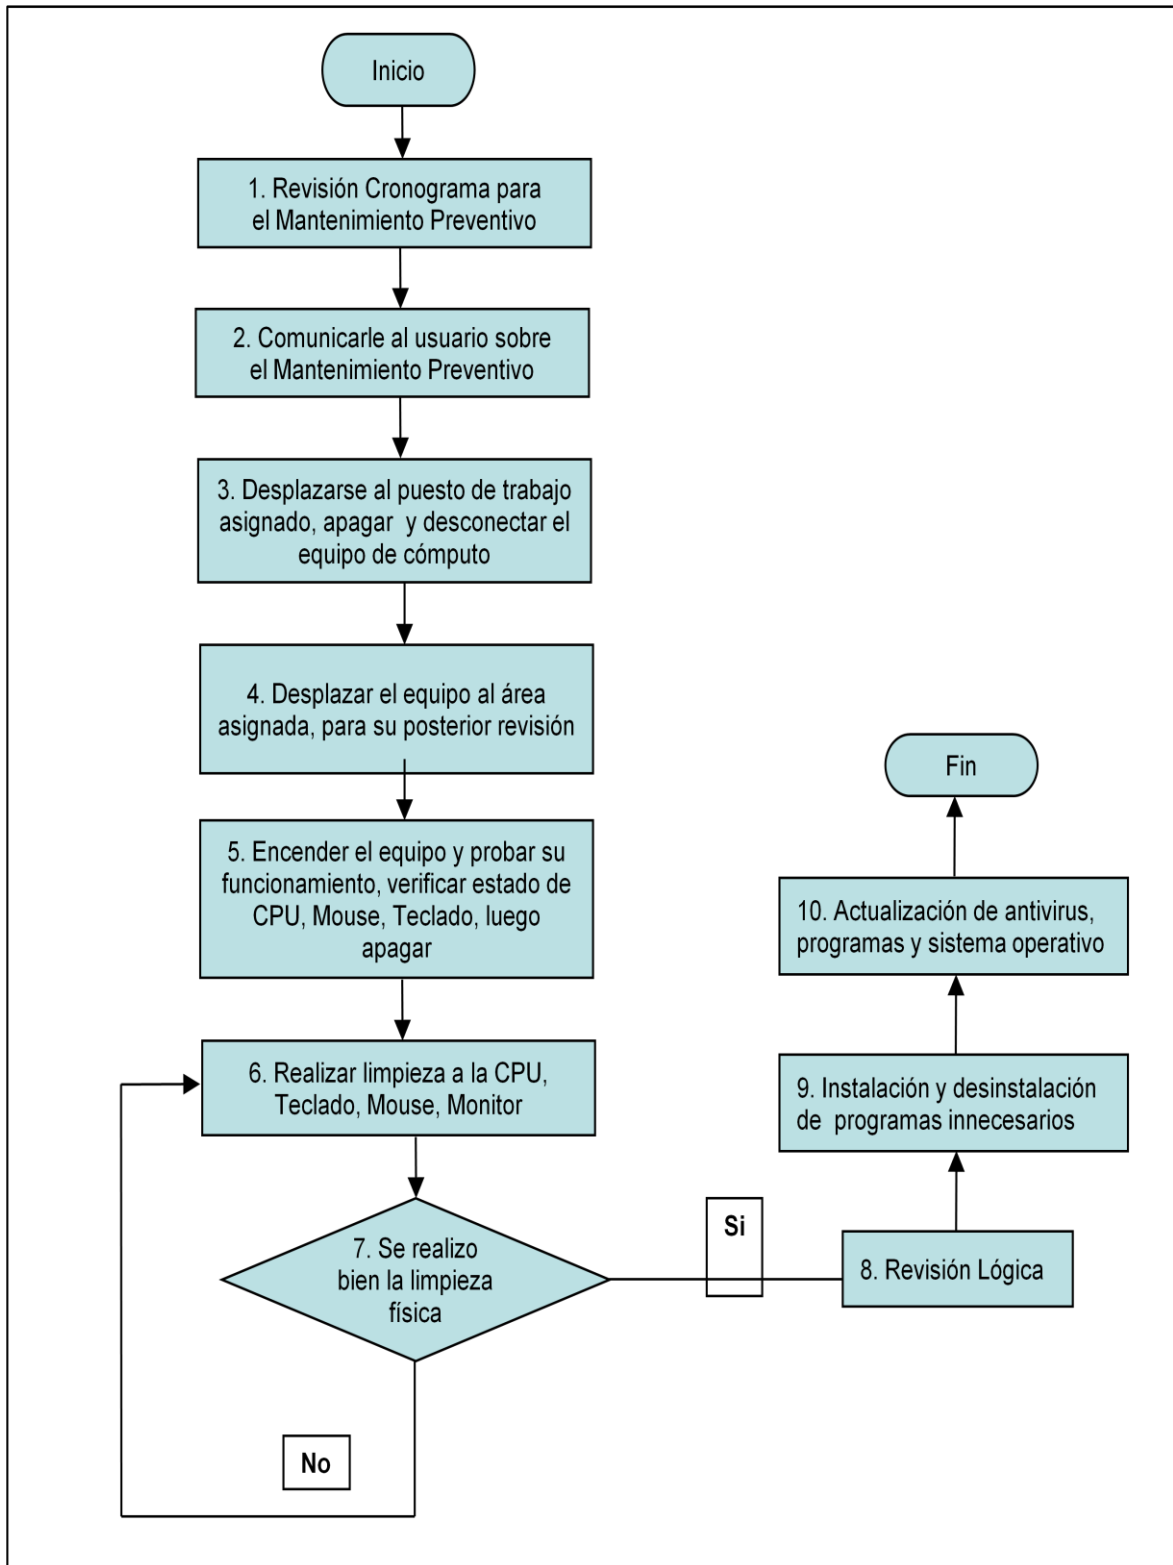 Inicio
1. Revisión Cronograma para
el Mantenimiento Preventivo
2. Comunicarle al usuario sobre
el Mantenimiento Preventivo
3. Desplazarse al puesto de trabajo
asignado, apagar y desconectar el
equipo de cómputo
4. Desplazar el equipo al área
asignada, para su posterior revisión
5. Encender el equipo y probar su
funcionamiento, verificar estado de
CPU, Mouse, Teclado, luego
apagar
6. Realizar limpieza a la CPU,
Teclado, Mouse, Monitor
7. Se realizo
bien la limpieza
física
No
Si
8. Revisión Lógica
9. Instalación y desinstalación
de programas innecesarios
10. Actualización de antivirus,
programas y sistema operativo
Fin